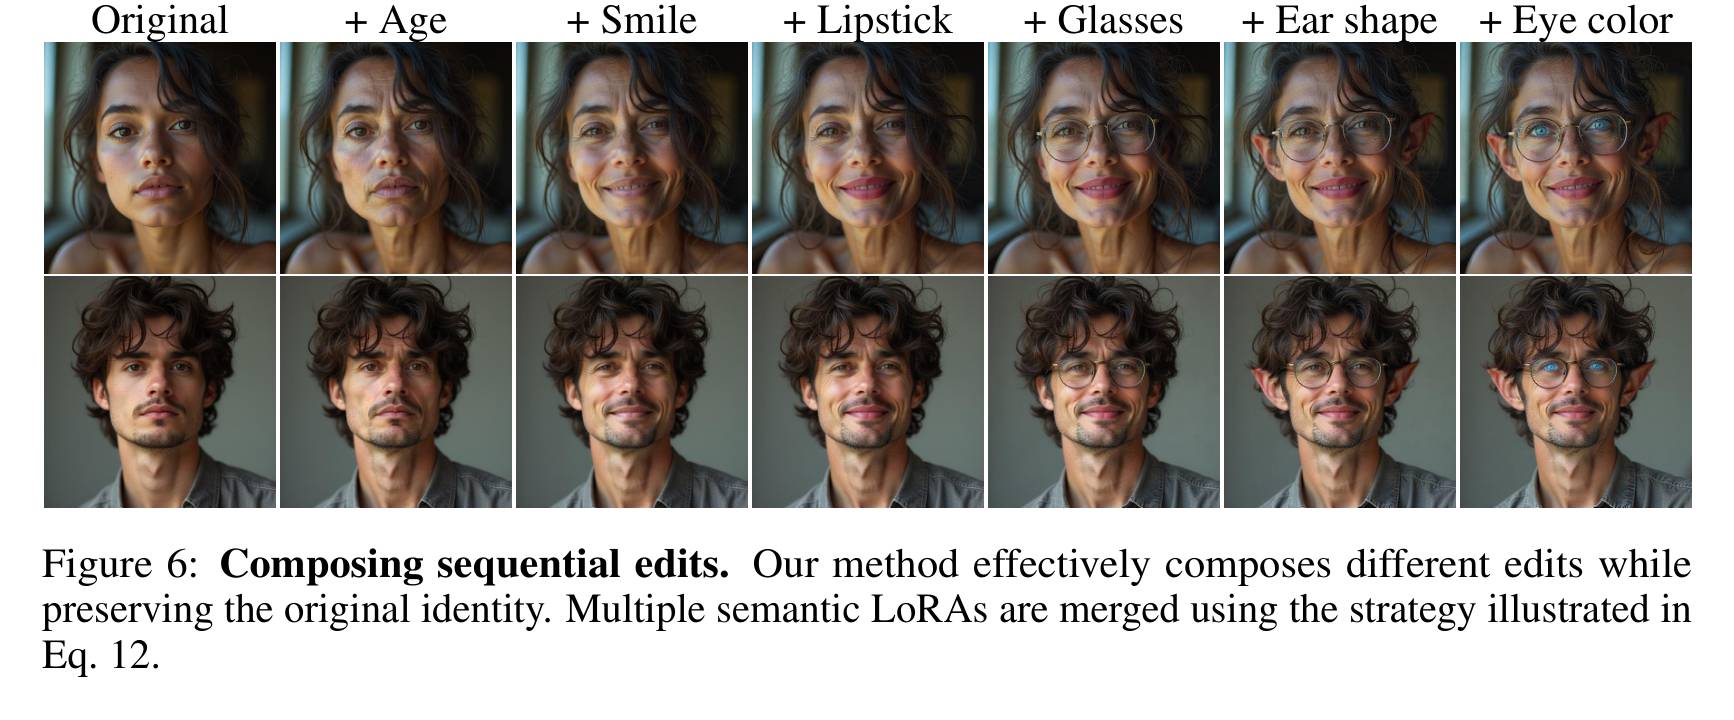 Original + Age + Smile + Lipstick + Glasses + Ear shape + Eye color
Figure 6: Composing sequential edits. Our method effectively composes different edits while
preserving the original identity. Multiple semantic LoRAs are merged using the strategy illustrated in
Eq. 12.